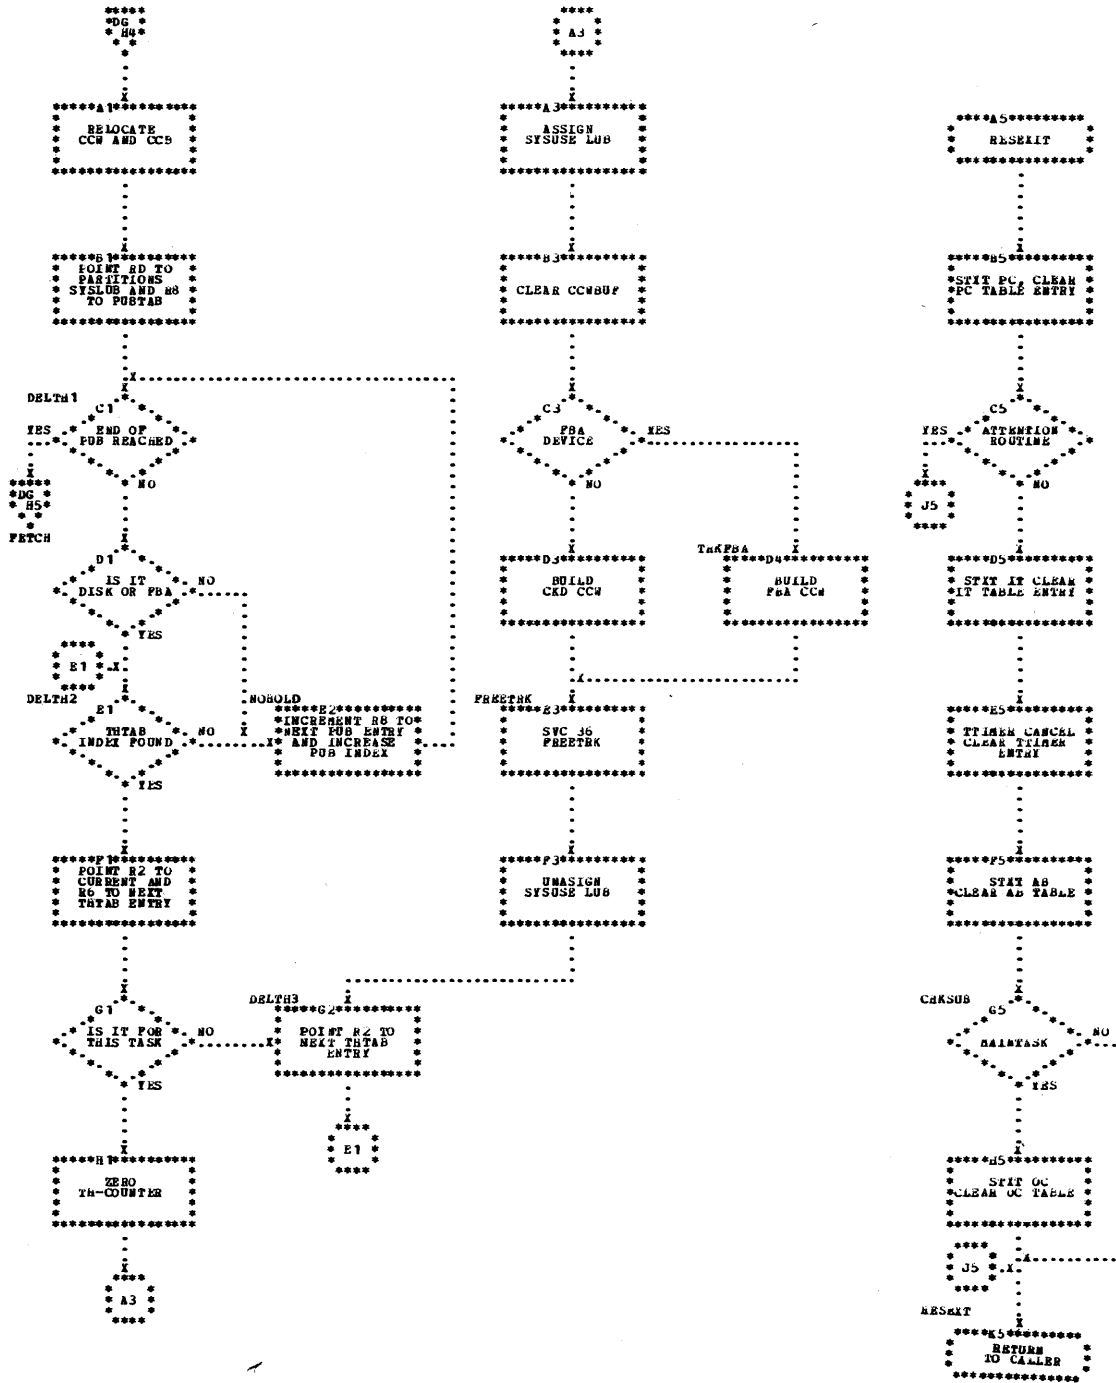 DG
H4
A1
RELOCATE
CCW AND CCB
B1
POINT RD TO
PARTITIONS
SYSLUB AND R8
TO PUBTAB
DELTH1
C1
END OF
PUB REACHED
YES
NO
DG
H5
FETCH
D1
IS IT
DISK OR FBA
NO
YES
E1
DELTH2
E1
THTAB
INDEX FOUND
NO
YES
NOHOLD
E2
INCREMENT R8 TO
NEXT PUB ENTRY
AND INCREASE
PUB INDEX
F1
POINT R2 TO
CURRENT AND
R6 TO NEXT
THTAB ENTRY
G1
IS IT FOR
THIS TASK
NO
YES
DELTH3
G2
POINT R2 TO
NEXT THTAB
ENTRY
E1
H1
ZERO
TH-COUNTER
A3
A3
A3
ASSIGN
SYSUSE LUB
B3
CLEAR CCWBUF
C3
FBA
DEVICE
YES
NO
D3
BUILD
CKD CCW
TRKFBA
D4
BUILD
FBA CCW
FREETRK
E3
SVC 36
FREETRK
F3
UNASIGN
SYSUSE LUB
A5
RESEXIT
B5
STXT PC, CLEAR
PC TABLE ENTRY
C5
ATTENTION
ROUTINE
YES
NO
J5
D5
STXT IT CLEAR
IT TABLE ENTRY
E5
TTIMER CANCEL
CLEAR TTIMER
ENTRY
F5
STXT AB
CLEAR AB TABLE
CHKSUB
G5
MAINTASK
NO
YES
H5
STXT OC
CLEAR OC TABLE
J5
RESEXT
K5
RETURN
TO CALLER